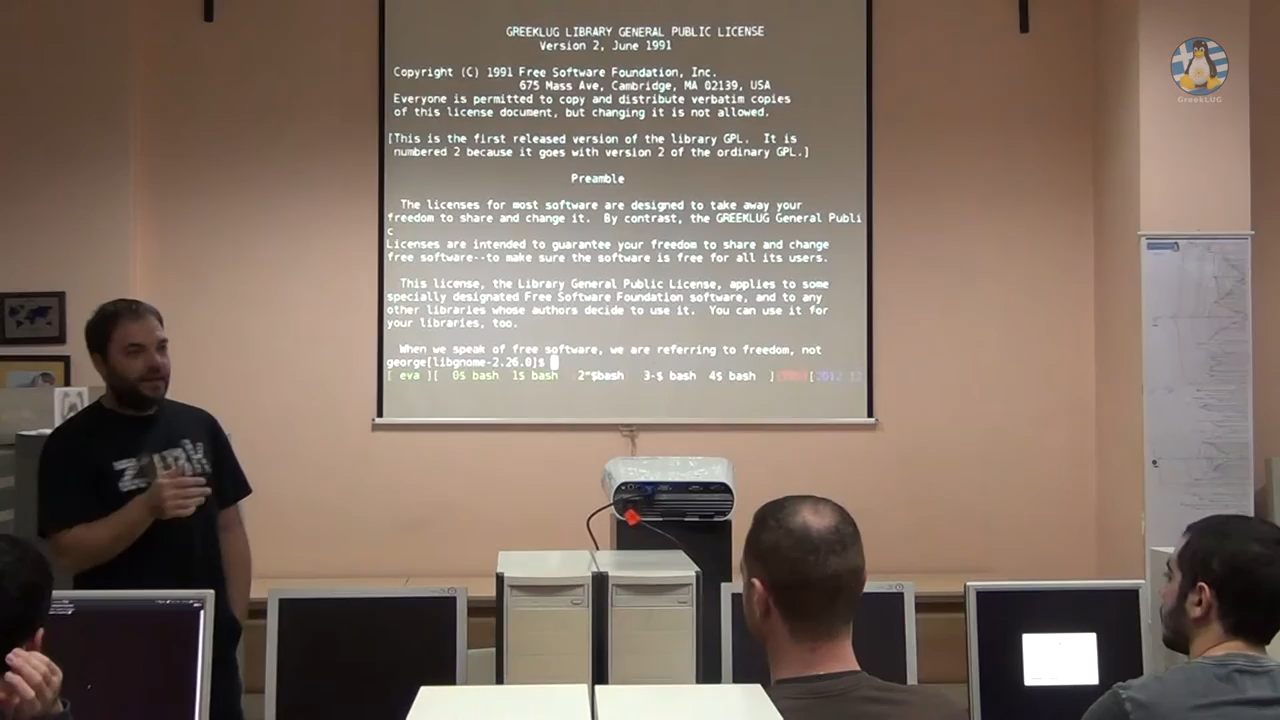 GREEKLUG LIBRARY GENERAL PUBLIC LICENSE
Version 2, June 1991
Copyright (C) 1991 Free Software Foundation, Inc.
675 Mass Ave, Cambridge, MA 02139, USA
Everyone is permitted to copy and distribute verbatim copies
of this license document, but changing it is not allowed.
[This is the first released version of the library GPL. It is
numbered 2 because it goes with version 2 of the ordinary GPL.]
Preamble
The licenses for most software are designed to take away your
freedom to share and change it. By contrast, the GREEKLUG General Publi
c
Licenses are intended to guarantee your freedom to share and change
free software--to make sure the software is free for all its users.
This license, the Library General Public License, applies to some
specially designated Free Software Foundation software, and to any
other libraries whose authors decide to use it. You can use it for
your libraries, too.
When we speak of free software, we are referring to freedom, not
george[libgnome-2.26.0]$
[ eva ][ 0$ bash 1$ bash 2*$bash 3-$ bash 4$ bash ][2012-12
GreekLUG